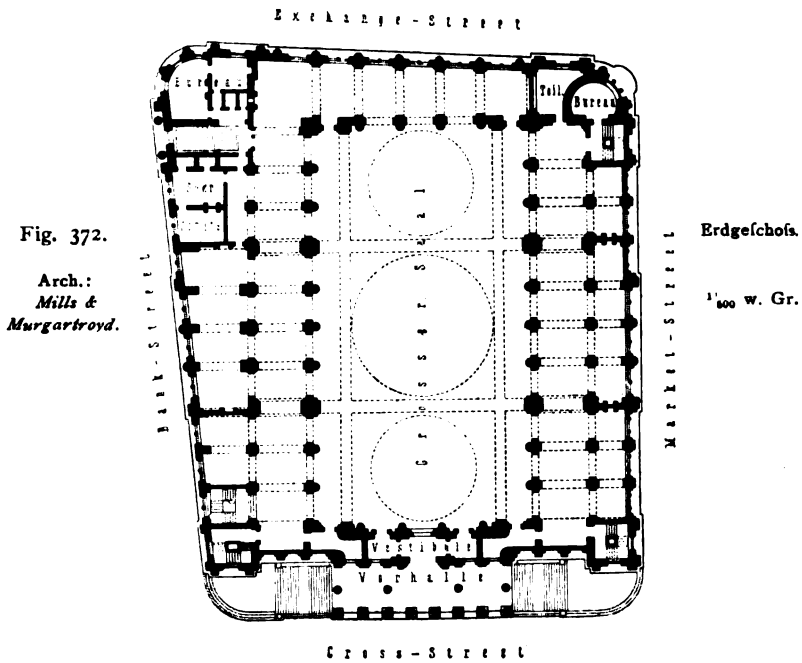 Exchange-Street
Bureau
Toil.
Bureau
Fig. 372.
Arch.:
Mills &
Murgartroyd.
Erdgeſchoſs.
1/500 w. Gr.
Bank-Street
Grosser Saal
Market-Street
Vestibule
Vorhalle
Cross-Street